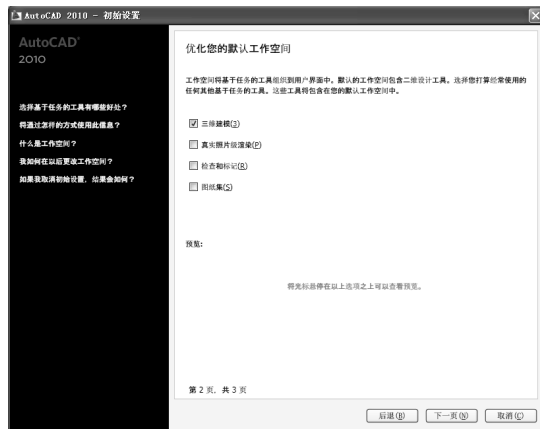 AutoCAD 2010 - 初始设置
AutoCAD'
2010
选择基于任务的工具有哪些好处?
将通过怎样的方式使用此信息?
什么是工作空间?
我如何在以后更改工作空间?
如果我取消初始设置, 结果会如何?
优化您的默认工作空间
工作空间将基于任务的工具组织到用户界面中。默认的工作空间包含二维设计工具。选择您打算经常使用的
任何其他基于任务的工具。这些工具将包含在您的默认工作空间中。
三维建模(3)
真实照片级渲染(P)
检查和标记(R)
图纸集(S)
预览:
将光标悬停在以上选项之上可以查看预览。
第 2 页, 共 3 页
后退(B) 下一页(N) 取消(C)